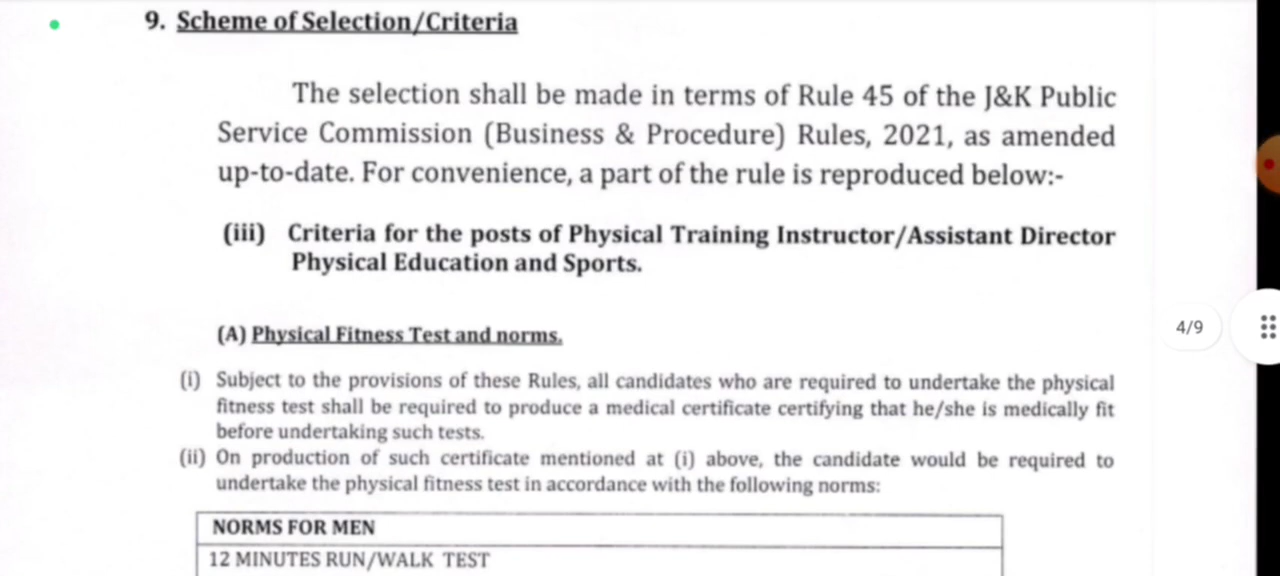 9. Scheme of Selection/Criteria
The selection shall be made in terms of Rule 45 of the J&K Public
Service Commission (Business & Procedure) Rules, 2021, as amended
up-to-date. For convenience, a part of the rule is reproduced below:-
(iii) Criteria for the posts of Physical Training Instructor/Assistant Director
Physical Education and Sports.
(A) Physical Fitness Test and norms.
4/9
(i) Subject to the provisions of these Rules, all candidates who are required to undertake the physical
fitness test shall be required to produce a medical certificate certifying that he/she is medically fit
before undertaking such tests.
(ii) On production of such certificate mentioned at (i) above, the candidate would be required to
undertake the physical fitness test in accordance with the following norms:
NORMS FOR MEN
12 MINUTES RUN/WALK TEST